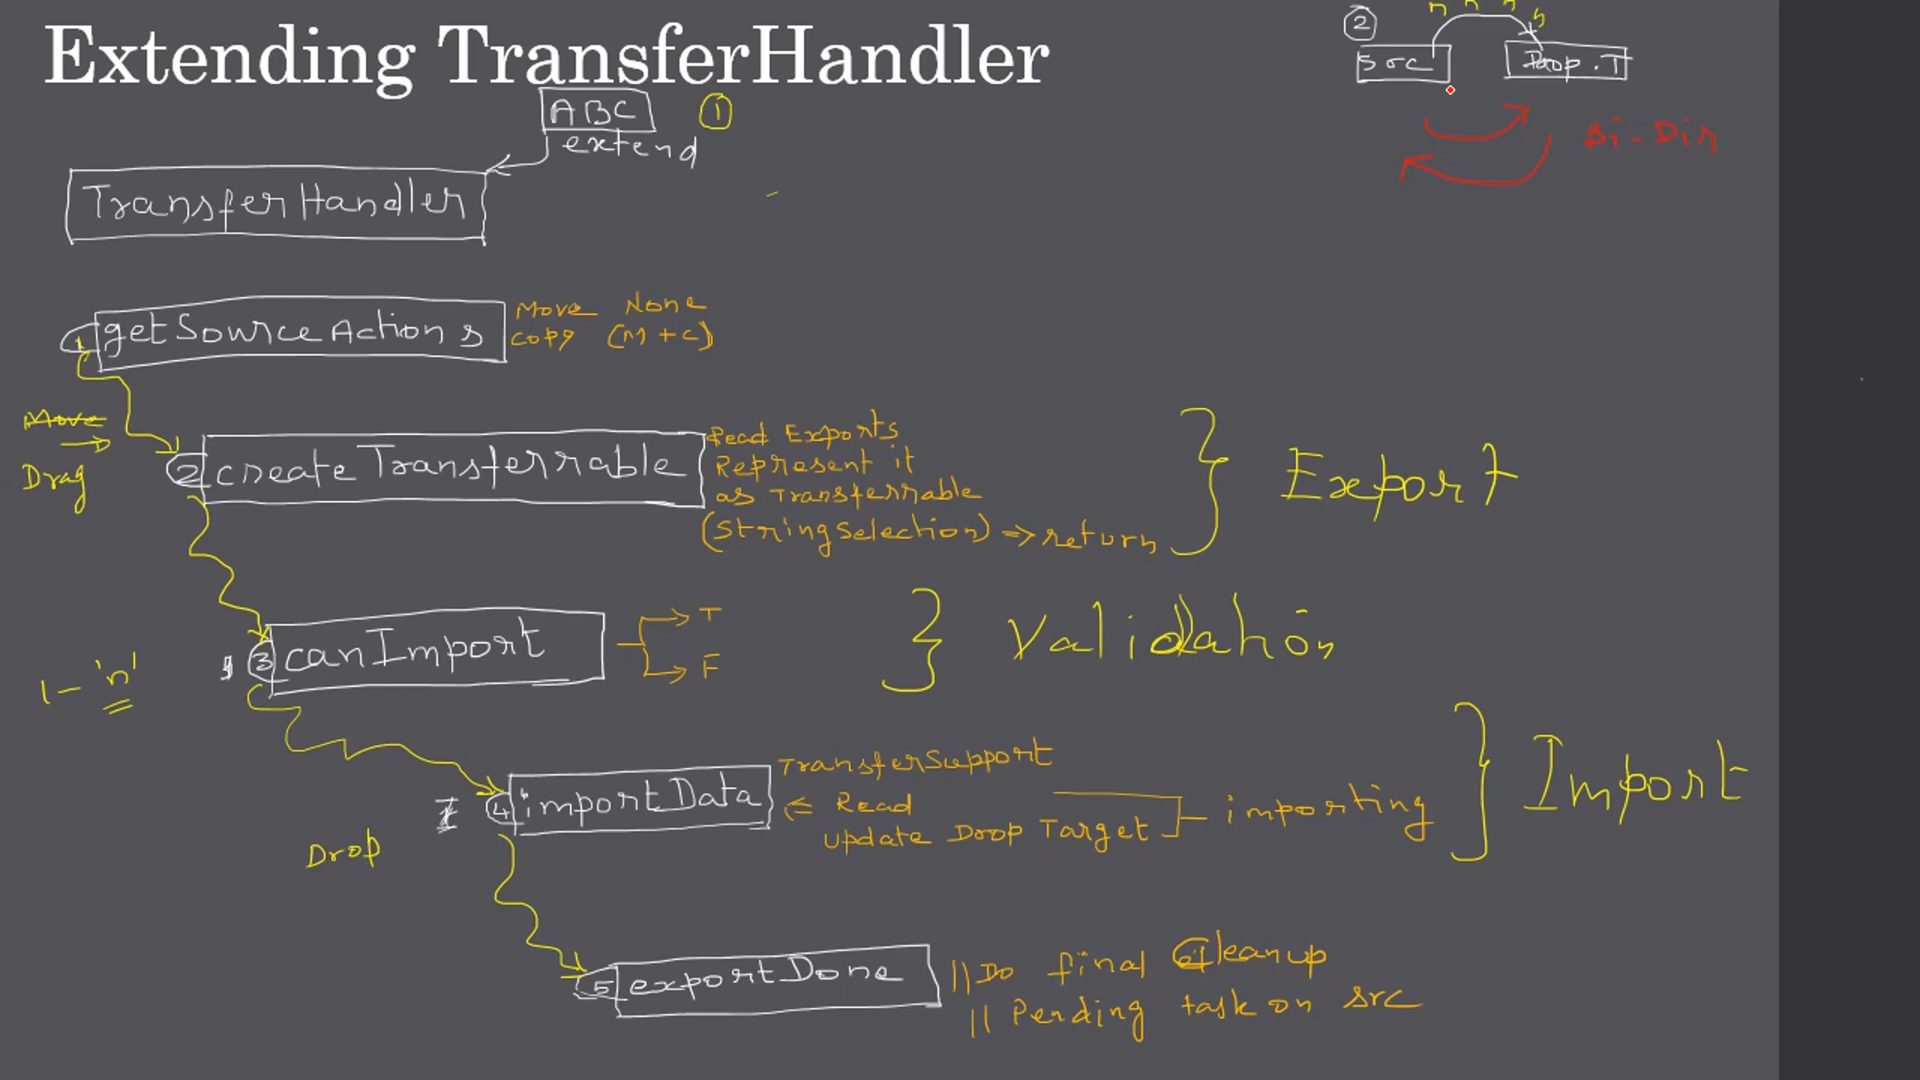 Extending TransferHandler
2
n n n n
Src
Drop.T
Bi-Dir
ABC
1
extend
TransferHandler
1 getSourceActions
Move None
Copy (M+C)
Move
Drag
2 createTransferrable
Read Exports
Represent it
as Transferrable
(StringSelection) => return
Export
3 canImport
T
F
Validation
1 - 'n'
4 importData
TransferSupport
<= Read
Update Drop Target
importing
Import
Drop
5 exportDone
||Do final Cleanup
|| Pending task on src